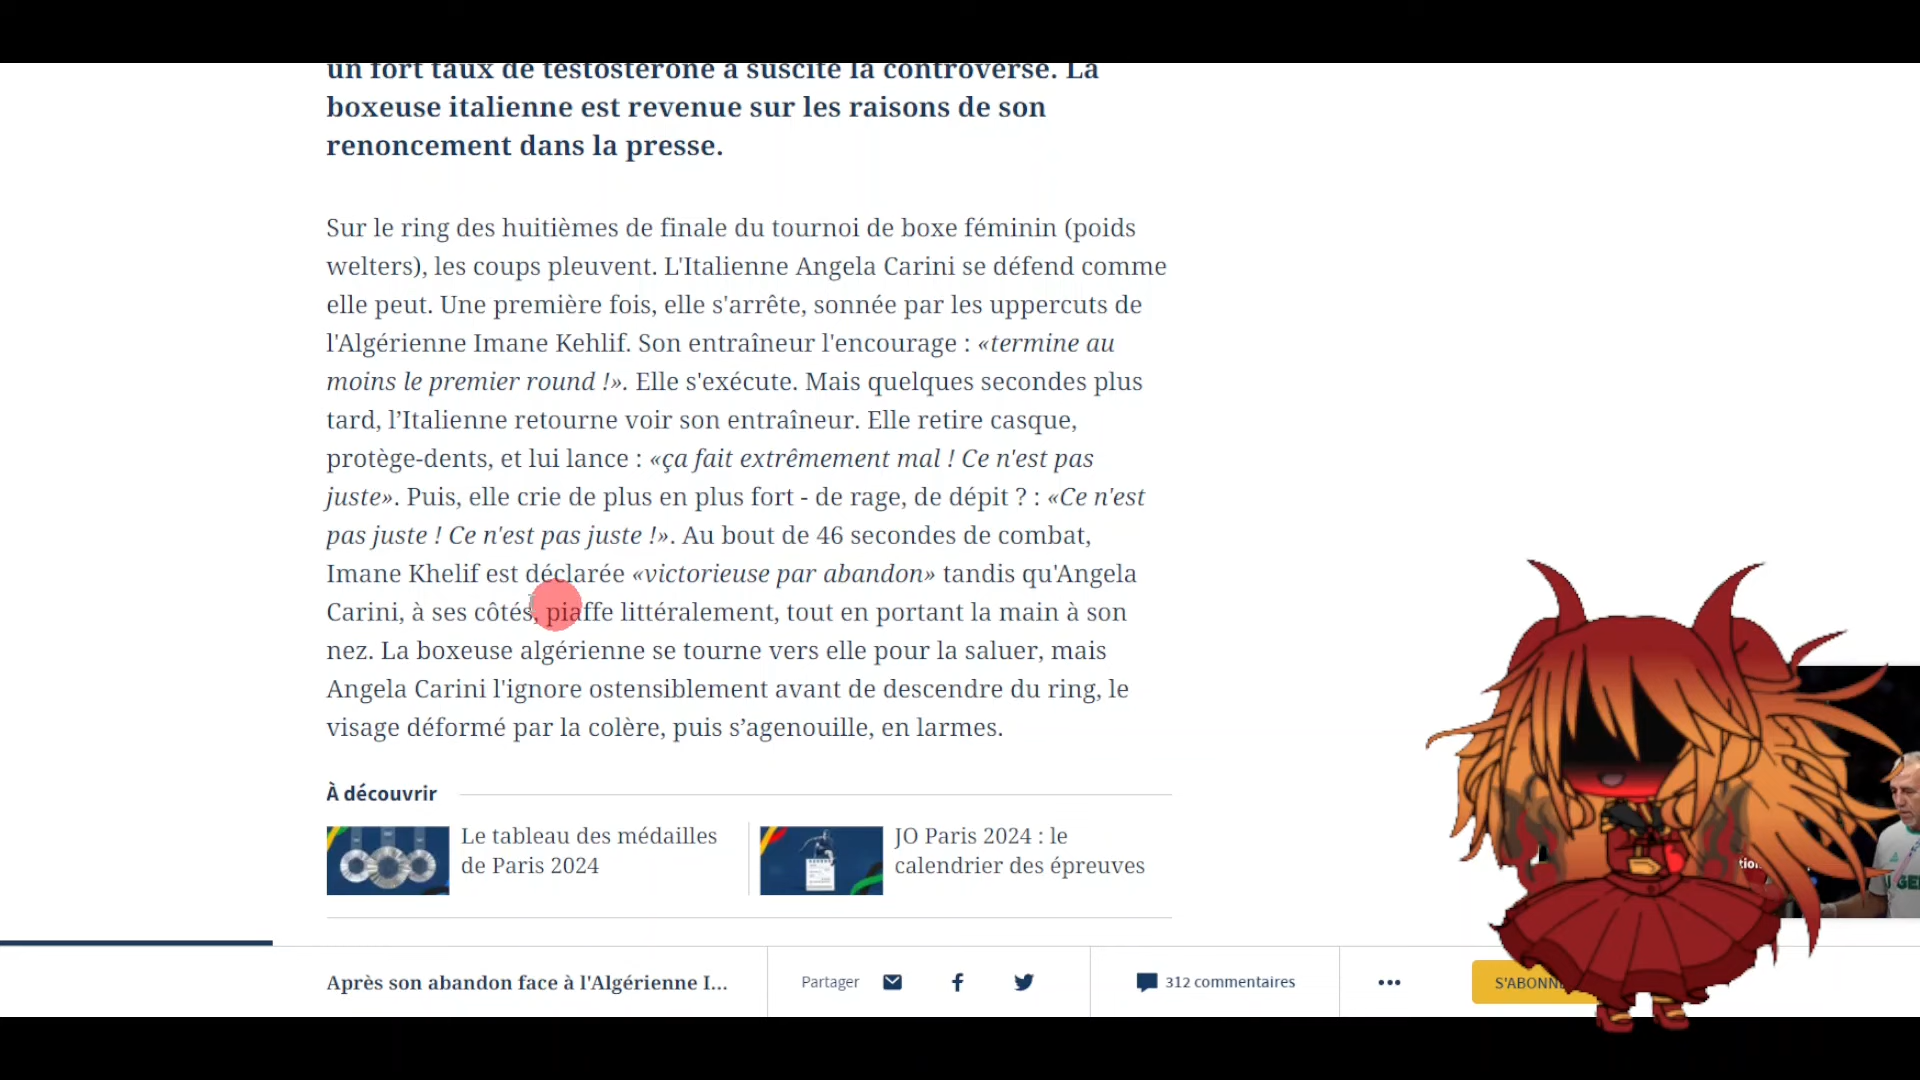 un fort taux de testostérone a suscité la controverse. La
boxeuse italienne est revenue sur les raisons de son
renoncement dans la presse.
Sur le ring des huitièmes de finale du tournoi de boxe féminin (poids
welters), les coups pleuvent. L'Italienne Angela Carini se défend comme
elle peut. Une première fois, elle s'arrête, sonnée par les uppercuts de
l'Algérienne Imane Kehlif. Son entraîneur l'encourage : «termine au
moins le premier round !». Elle s'exécute. Mais quelques secondes plus
tard, l’Italienne retourne voir son entraîneur. Elle retire casque,
protège-dents, et lui lance : «ça fait extrêmement mal ! Ce n'est pas
juste». Puis, elle crie de plus en plus fort - de rage, de dépit ? : «Ce n'est
pas juste ! Ce n'est pas juste !». Au bout de 46 secondes de combat,
Imane Khelif est déclarée «victorieuse par abandon» tandis qu'Angela
Carini, à ses côtés, piaffe littéralement, tout en portant la main à son
nez. La boxeuse algérienne se tourne vers elle pour la saluer, mais
Angela Carini l'ignore ostensiblement avant de descendre du ring, le
visage déformé par la colère, puis s’agenouille, en larmes.
À découvrir
Le tableau des médailles
de Paris 2024
JO Paris 2024 : le
calendrier des épreuves
Après son abandon face à l'Algérienne I...
Partager
312 commentaires